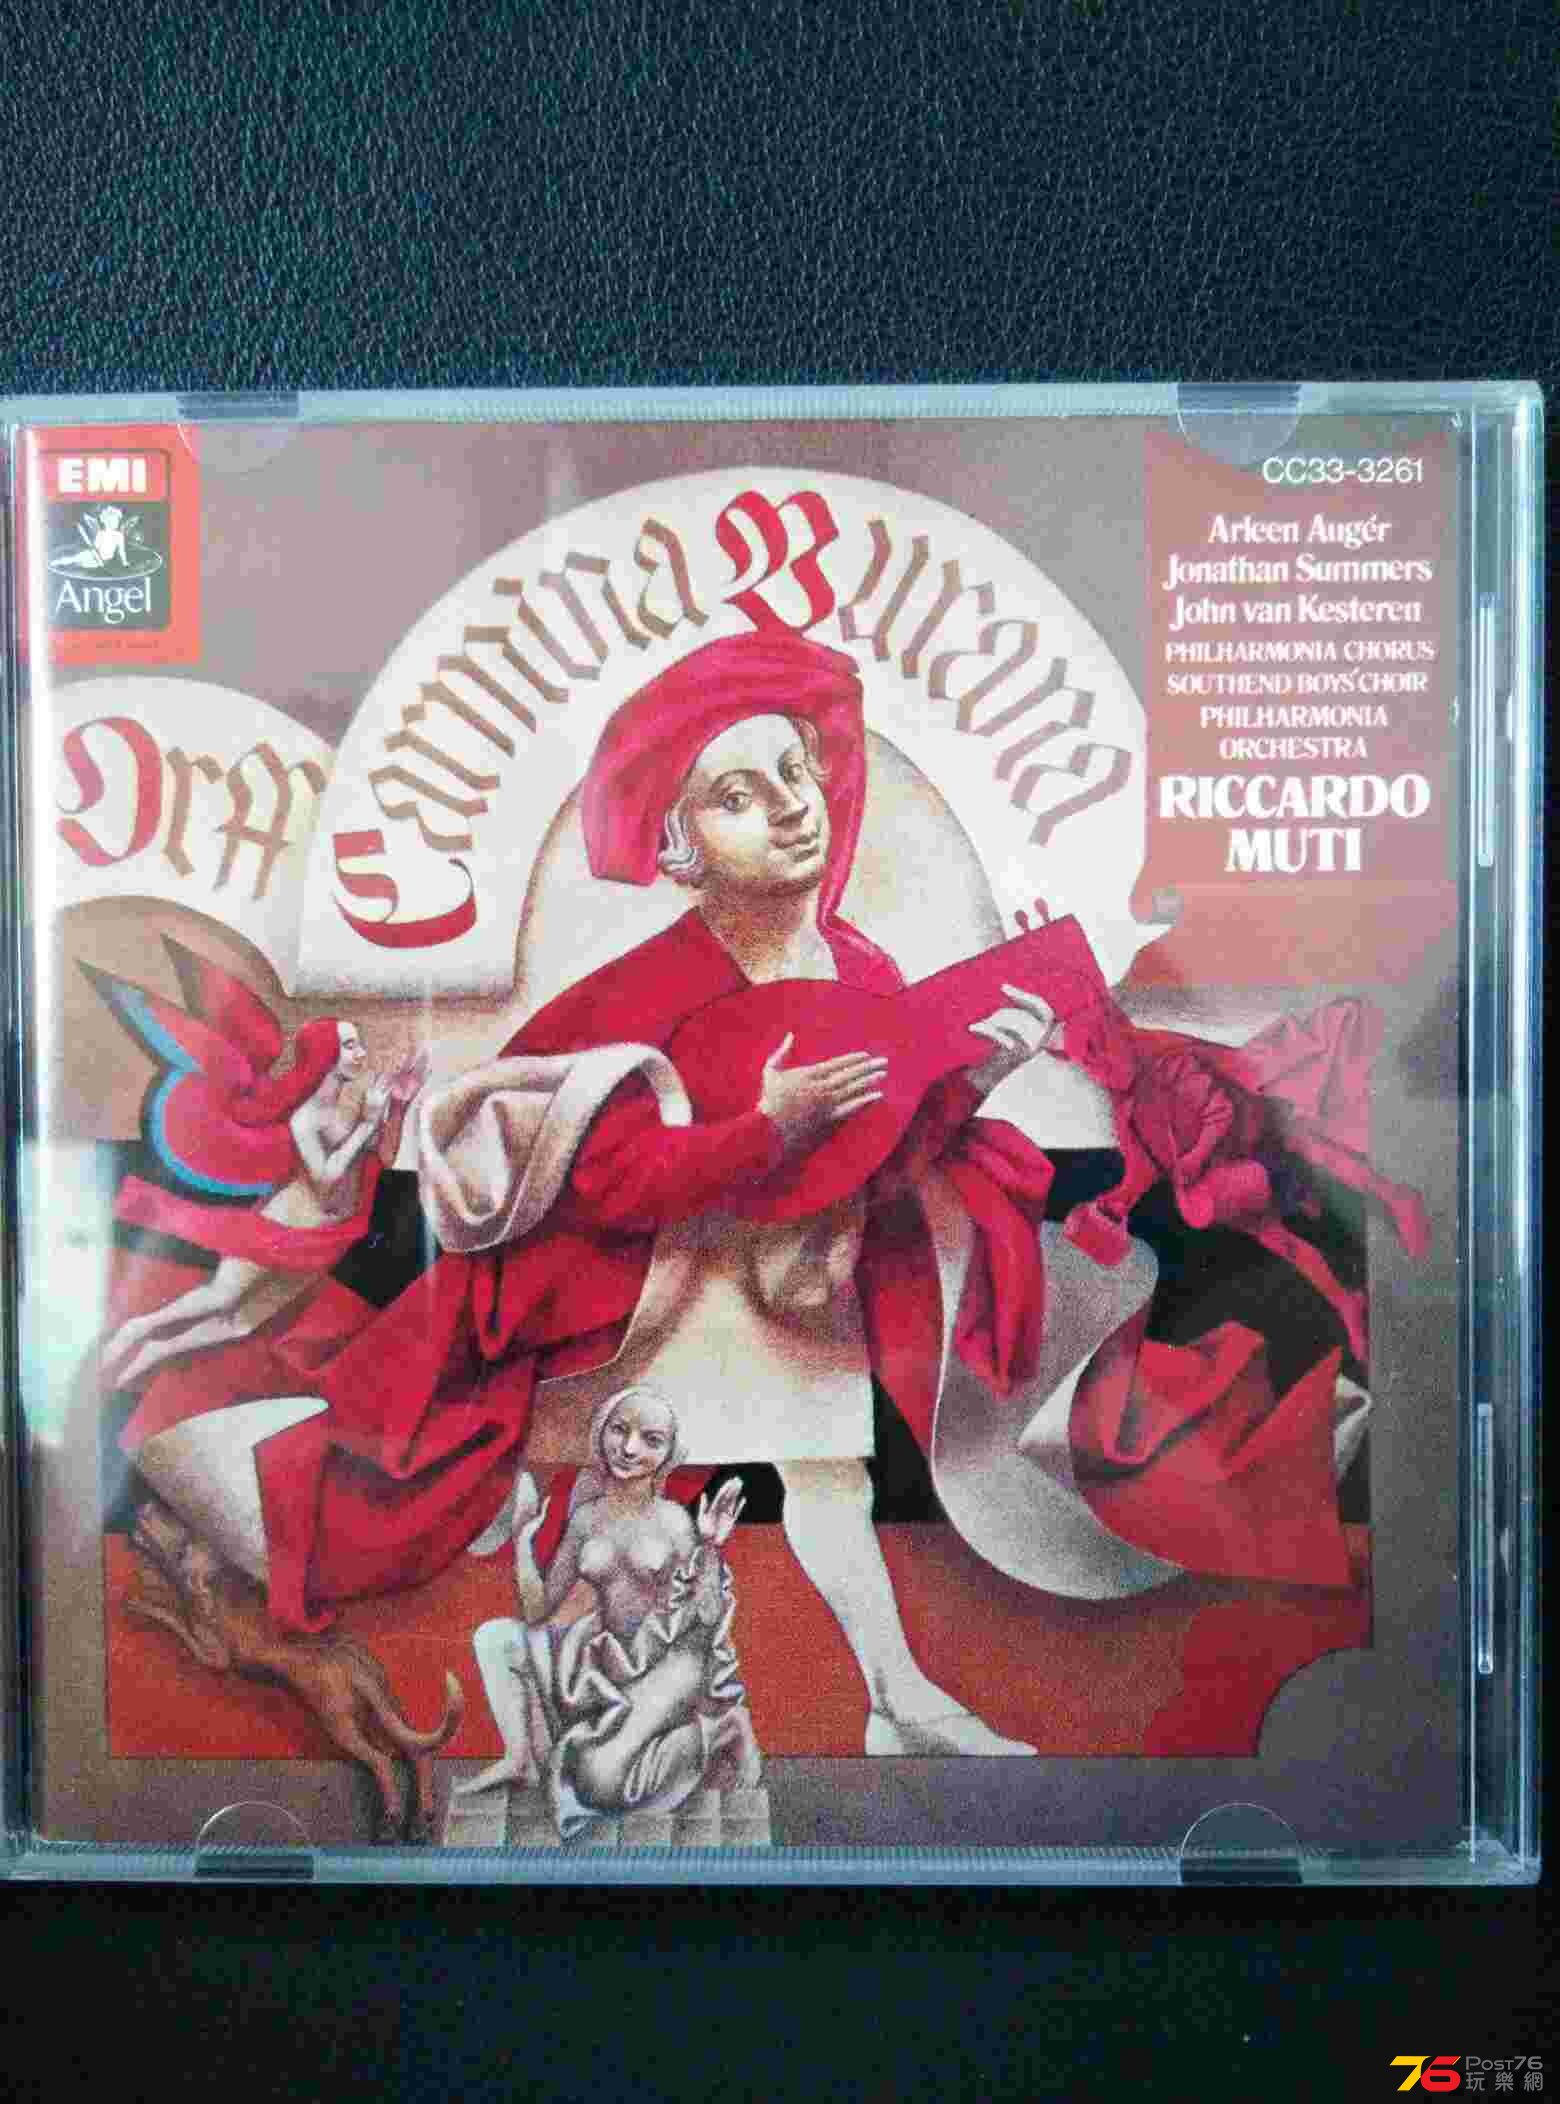 EMI
Angel
Orff
Carmina Burana
CC33-3261
Arleen Augér
Jonathan Summers
John van Kesteren
PHILHARMONIA CHORUS
SOUTHEND BOYS' CHOIR
PHILHARMONIA
ORCHESTRA
RICCARDO
MUTI
76 POST76
玩樂網